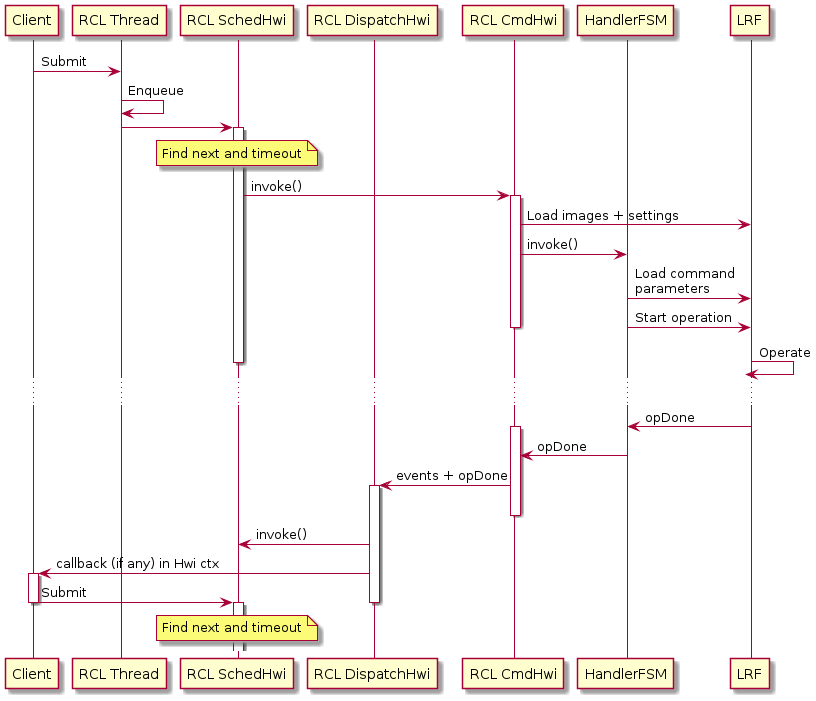 Client
RCL Thread
RCL SchedHwi
RCL DispatchHwi
RCL CmdHwi
HandlerFSM
LRF
Submit
Enqueue
Find next and timeout
invoke()
Load images + settings
invoke()
Load command
parameters
Start operation
Operate
opDone
opDone
events + opDone
invoke()
callback (if any) in Hwi ctx
Submit
Find next and timeout
Client
RCL Thread
RCL SchedHwi
RCL DispatchHwi
RCL CmdHwi
HandlerFSM
LRF